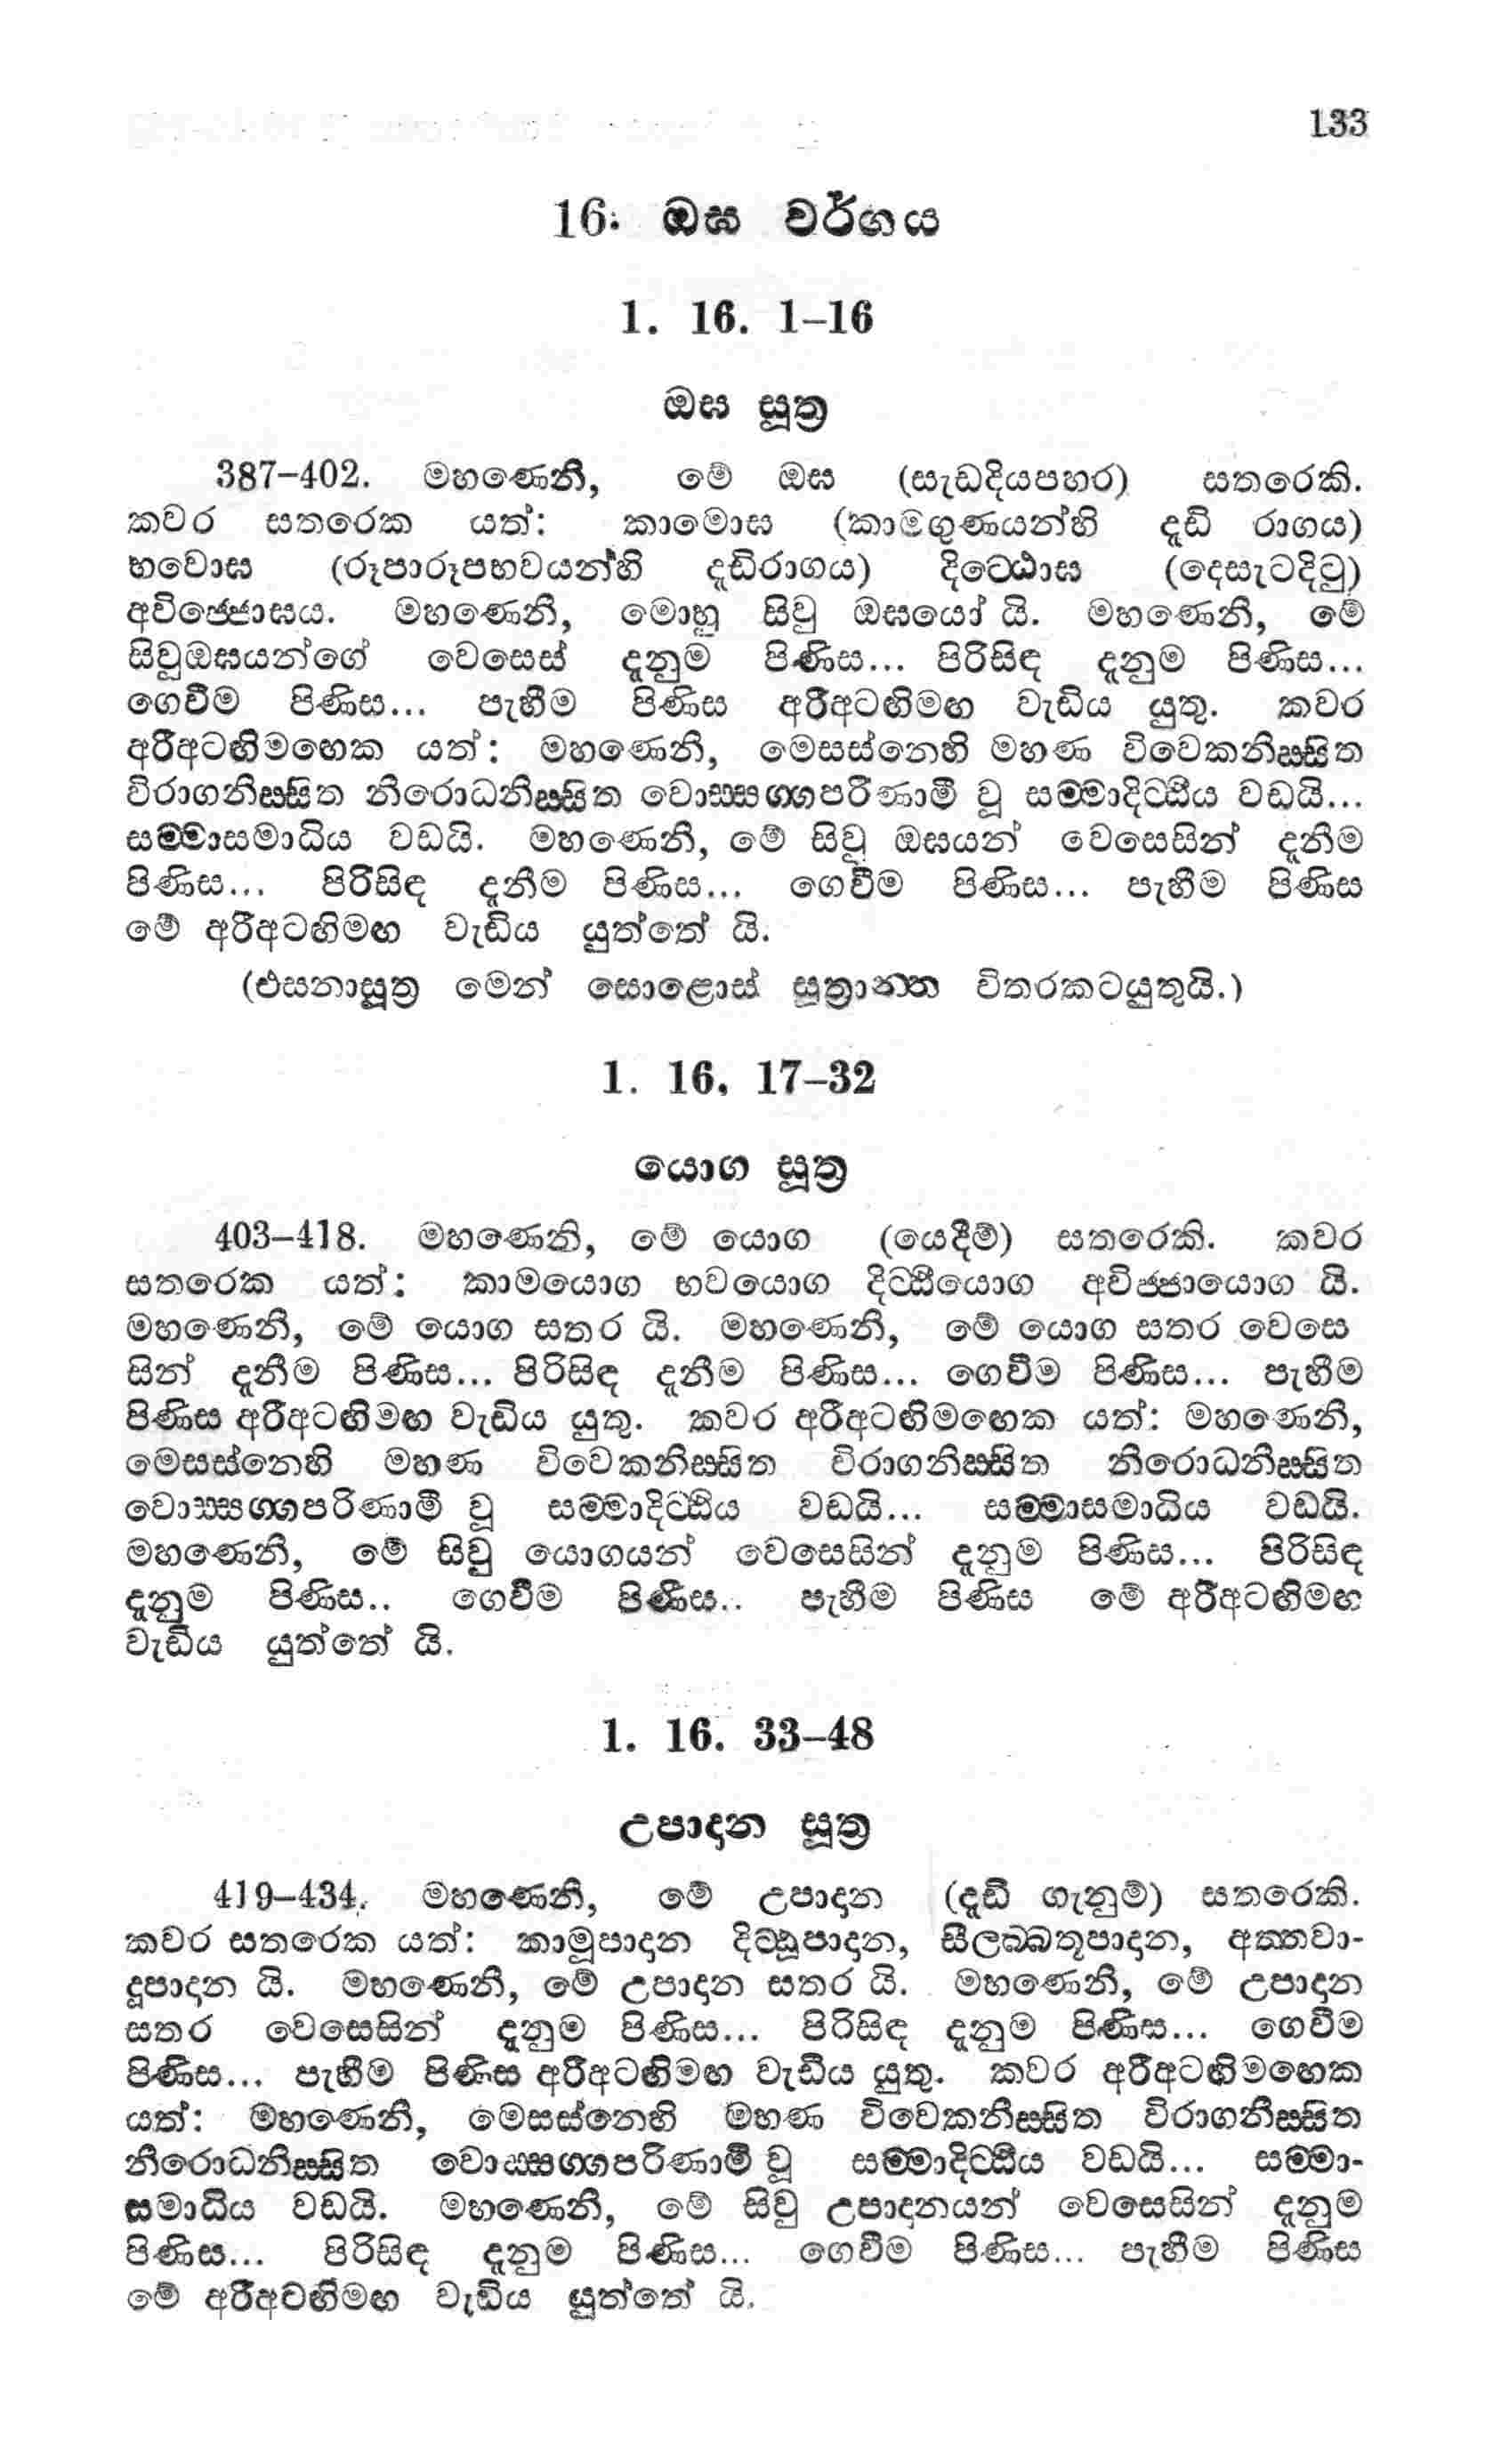 133
16. ඔඝ වර්ගය
1. 16. 1–16
ඔඝ සූත්‍ර
387–402. මහණෙනි, මේ ඔඝ (සැඩදියපහර) සතරෙකි.
කවර සතරෙක යත්: කාමොඝ (කාමගුණයන්හි දැඩි රාගය)
භවොඝ (රූපාරූපභවයන්හි දැඩිරාගය) දිට්ඨොඝ (දෙසැටදිටු)
අවිජ්ජොඝය. මහණෙනි, මොහු සිවු ඔඝයෝ යි. මහණෙනි, මේ
සිවුඔඝයන්ගේ වෙසෙස් දැනුම පිණිස... පිරිසිඳ දැනුම පිණිස...
ගෙවීම පිණිස... පැහීම පිණිස අරීඅටඟිමඟ වැඩිය යුතු. කවර
අරීඅටඟිමඟෙක යත්: මහණෙනි, මෙසස්නෙහි මහණ විවෙකනිස්සිත
විරාගනිස්සිත නිරොධනිස්සිත වොස්සග්ගපරිණාමී වූ සම්මාදිට්ඨිය වඩයි...
සම්මාසමාධිය වඩයි. මහණෙනි, මේ සිවු ඔඝයන් වෙසෙසින් දැනීම
පිණිස... පිරිසිඳ දැනීම පිණිස... ගෙවීම පිණිස... පැහීම පිණිස
මේ අරීඅටඟිමඟ වැඩිය යුත්තේ යි.
(එසනාසූත්‍ර මෙන් සොළොස් සූත්‍රාන්ත විතරකටයුතුයි.)
1. 16. 17–32
යොග සූත්‍ර
403–418. මහණෙනි, මේ යොග (යෙදීම්) සතරෙකි. කවර
සතරෙක යත්: කාමයොග භවයොග දිට්ඨියොග අවිජ්ජායොග යි.
මහණෙනි, මේ යොග සතර යි. මහණෙනි, මේ යොග සතර වෙසෙ
සින් දැනීම පිණිස... පිරිසිඳ දැනීම පිණිස... ගෙවීම පිණිස... පැහීම
පිණිස අරීඅටඟිමඟ වැඩිය යුතු. කවර අරීඅටඟිමඟෙක යත්: මහණෙනි,
මෙසස්නෙහි මහණ විවෙකනිස්සිත විරාගනිස්සිත නිරොධනිස්සිත
වොස්සග්ගපරිණාමී වූ සම්මාදිට්ඨිය වඩයි... සම්මාසමාධිය වඩයි.
මහණෙනි, මේ සිවු යොගයන් වෙසෙසින් දැනුම පිණිස... පිරිසිඳ
දැනුම පිණිස.. ගෙවීම පිණිස.. පැහීම පිණිස මේ අරීඅටඟිමඟ
වැඩිය යුත්තේ යි.
1. 16. 33–48
උපාදාන සූත්‍ර
419–434. මහණෙනි, මේ උපාදාන (දැඩි ගැනුම්) සතරෙකි.
කවර සතරෙක යත්: කාමූපාදාන දිට්ඨූපාදාන, සීලබ්බතූපාදාන, අත්තවා-
දූපාදාන යි. මහණෙනි, මේ උපාදාන සතර යි. මහණෙනි, මේ උපාදාන
සතර වෙසෙසින් දැනුම පිණිස... පිරිසිඳ දැනුම පිණිස... ගෙවීම
පිණිස... පැහීම පිණිස අරීඅටඟිමඟ වැඩිය යුතු. කවර අරීඅටඟිමඟෙක
යත්: මහණෙනි, මෙසස්නෙහි මහණ විවෙකනිස්සිත විරාගනිස්සිත
නිරොධනිස්සිත වොස්සග්ගපරිණාමී වූ සම්මාදිට්ඨිය වඩයි... සම්මා-
සමාධිය වඩයි. මහණෙනි, මේ සිවු උපාදානයන් වෙසෙසින් දැනුම
පිණිස... පිරිසිඳ දැනුම පිණිස... ගෙවීම පිණිස... පැහීම පිණිස
මේ අරීඅටඟිමඟ වැඩිය යුත්තේ යි.